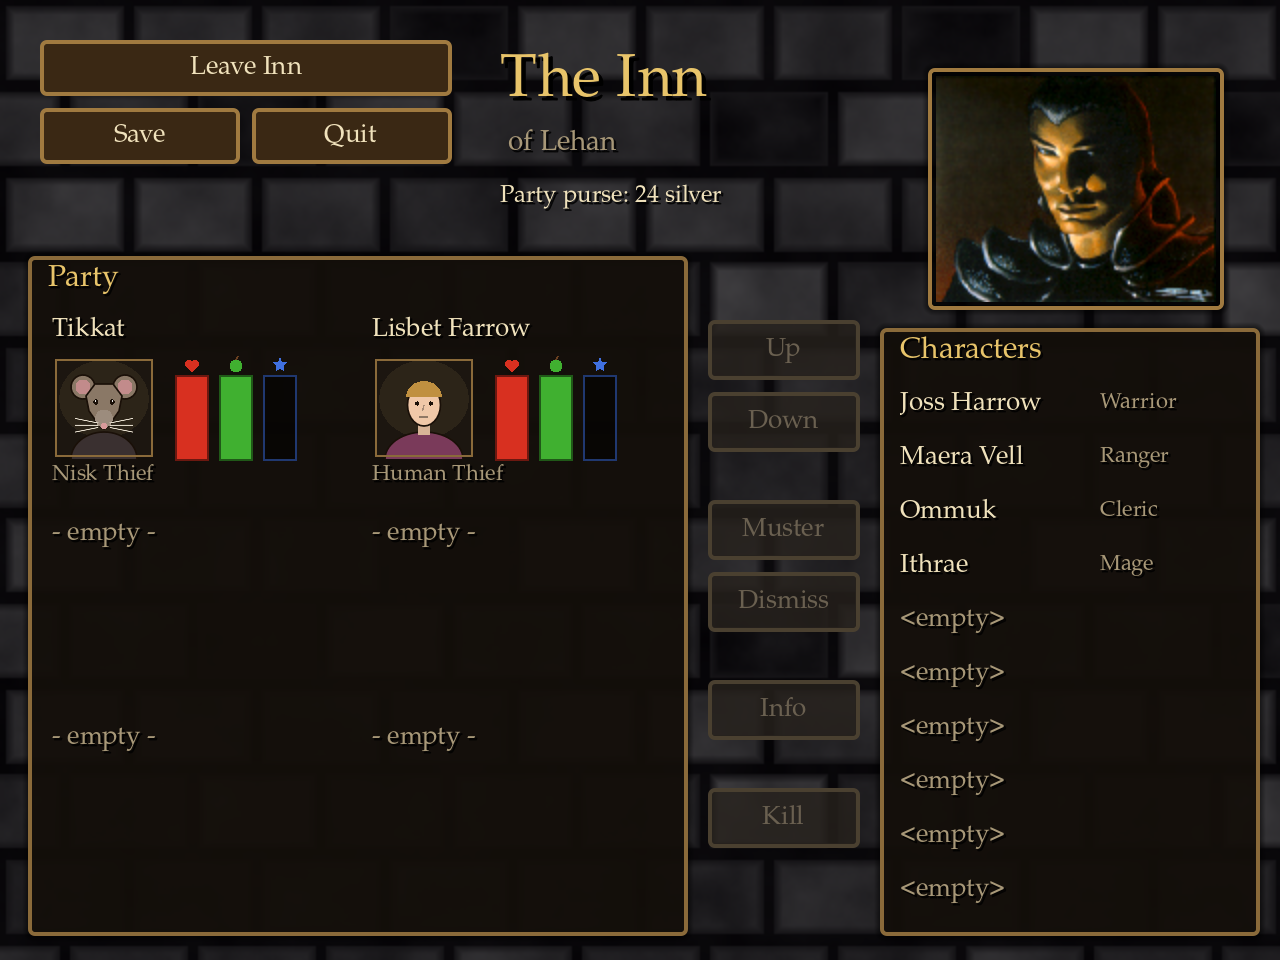 Leave Inn
Save
Quit
The Inn
of Lehan
Party purse: 24 silver
Party
Tikkat
Lisbet Farrow
Nisk Thief
Human Thief
- empty -
- empty -
- empty -
- empty -
Up
Down
Muster
Dismiss
Info
Kill
Characters
Joss Harrow Warrior
Maera Vell Ranger
Ommuk Cleric
Ithrae Mage
<empty>
<empty>
<empty>
<empty>
<empty>
<empty>